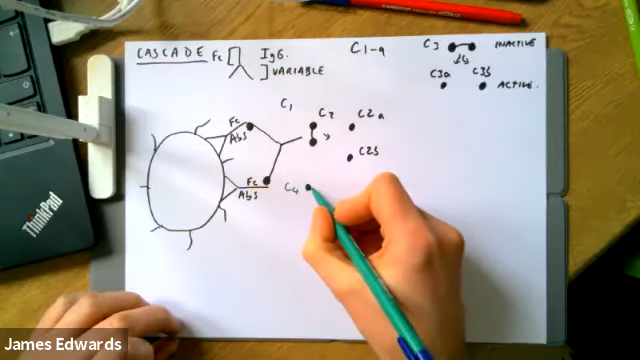 CASCADE Fc IgG. C1-9 C3 INACTIVE
] VARIABLE
C3a C3b ACTIVE.
C1
Fc C2 C2a
Abs
C2b
Fc C4
Abs
ThinkPad
James Edwards